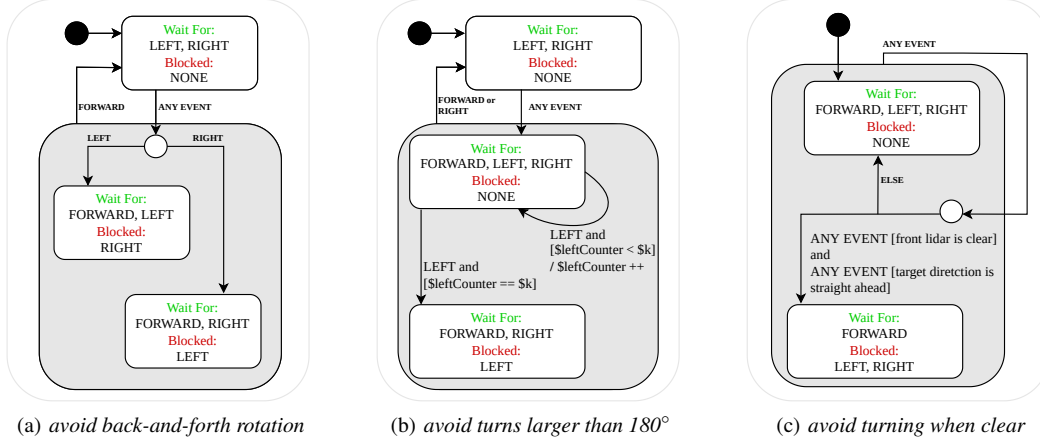 Wait For:
LEFT, RIGHT
Blocked:
NONE
FORWARD
ANY EVENT
LEFT
RIGHT
Wait For:
FORWARD, LEFT
Blocked:
RIGHT
Wait For:
FORWARD, RIGHT
Blocked:
LEFT
(a) avoid back-and-forth rotation
Wait For:
LEFT, RIGHT
Blocked:
NONE
FORWARD or
RIGHT
ANY EVENT
Wait For:
FORWARD, LEFT, RIGHT
Blocked:
NONE
LEFT and
[$leftCounter < $k]
/ $leftCounter ++
LEFT and
[$leftCounter == $k]
Wait For:
FORWARD, RIGHT
Blocked:
LEFT
(b) avoid turns larger than 180°
ANY EVENT
Wait For:
FORWARD, LEFT, RIGHT
Blocked:
NONE
ELSE
ANY EVENT [front lidar is clear]
and
ANY EVENT [target diretction is
straight ahead]
Wait For:
FORWARD
Blocked:
LEFT, RIGHT
(c) avoid turning when clear